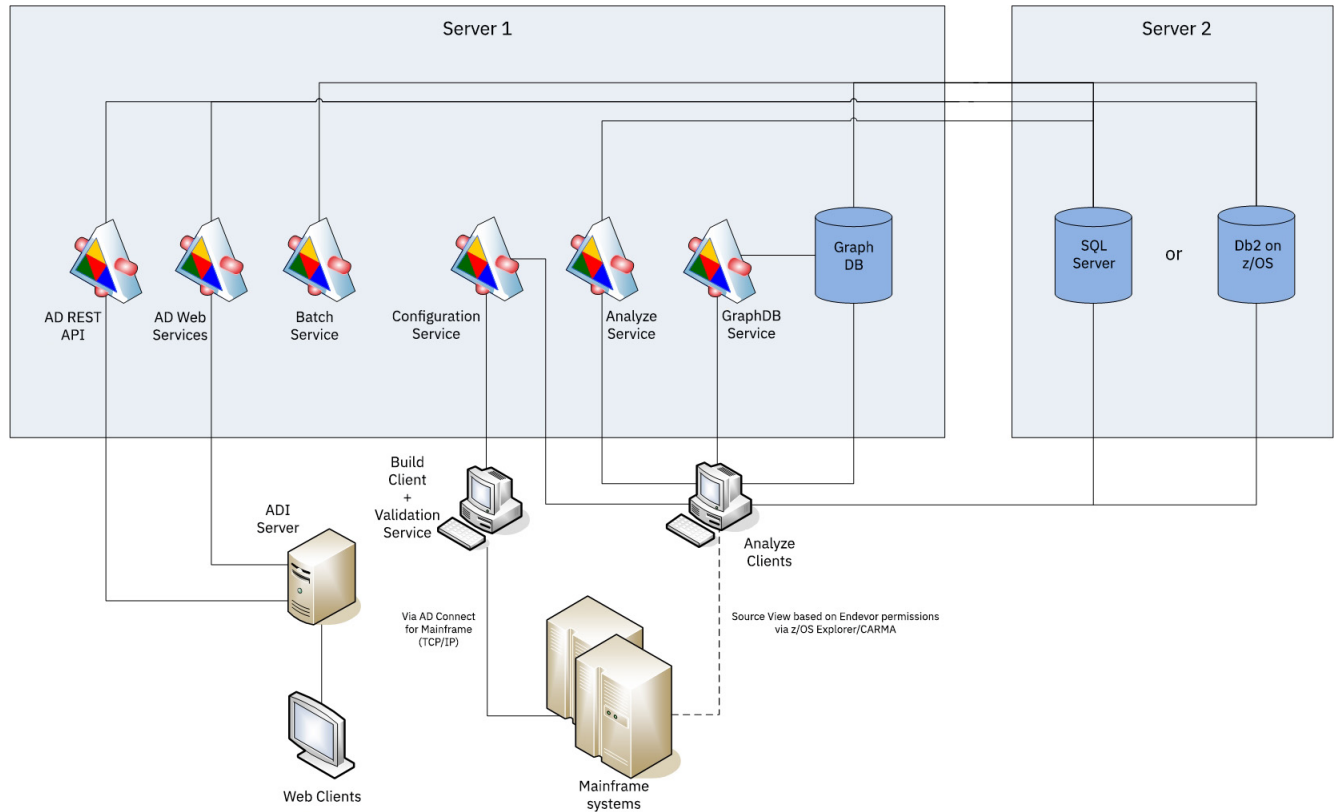 Server 1
Server 2
AD REST
API
AD Web
Services
Batch
Service
Configuration
Service
Analyze
Service
GraphDB
Service
Graph
DB
SQL
Server
or
Db2 on
z/OS
Build
Client
+
Validation
Service
ADI
Server
Analyze
Clients
Via AD Connect
for Mainframe
(TCP/IP)
Source View based on Endevor permissions
via z/OS Explorer/CARMA
Web Clients
Mainframe
systems